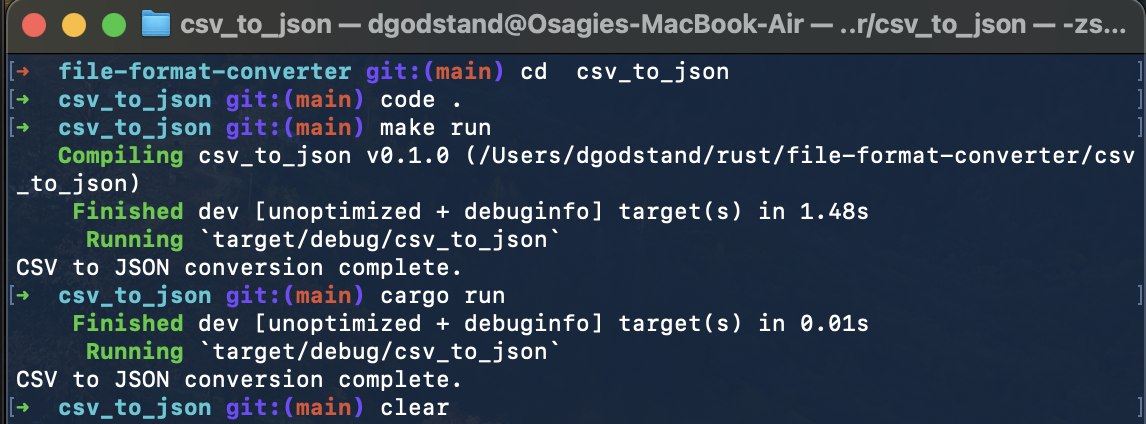 csv_to_json — dgodstand@Osagies-MacBook-Air — ..r/csv_to_json — -zs...
[➜  file-format-converter git:(main) cd  csv_to_json ]
[➜  csv_to_json git:(main) code . ]
[➜  csv_to_json git:(main) make run ]
   Compiling csv_to_json v0.1.0 (/Users/dgodstand/rust/file-format-converter/csv
_to_json)
    Finished dev [unoptimized + debuginfo] target(s) in 1.48s
     Running `target/debug/csv_to_json`
CSV to JSON conversion complete.
[➜  csv_to_json git:(main) cargo run ]
    Finished dev [unoptimized + debuginfo] target(s) in 0.01s
     Running `target/debug/csv_to_json`
CSV to JSON conversion complete.
[➜  csv_to_json git:(main) clear ]